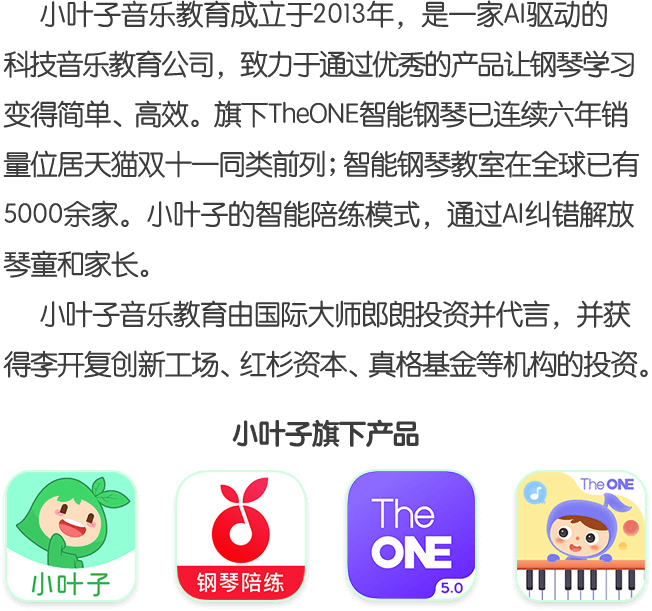 小叶子音乐教育成立于2013年，是一家AI驱动的
科技音乐教育公司，致力于通过优秀的产品让钢琴学习
变得简单、高效。旗下TheONE智能钢琴已连续六年销
量位居天猫双十一同类前列；智能钢琴教室在全球已有
5000余家。小叶子的智能陪练模式，通过AI纠错解放
琴童和家长。
小叶子音乐教育由国际大师郎朗投资并代言，并获
得李开复创新工场、红杉资本、真格基金等机构的投资。
小叶子旗下产品
小叶子
钢琴陪练
The
ONE
5.0
The ONE